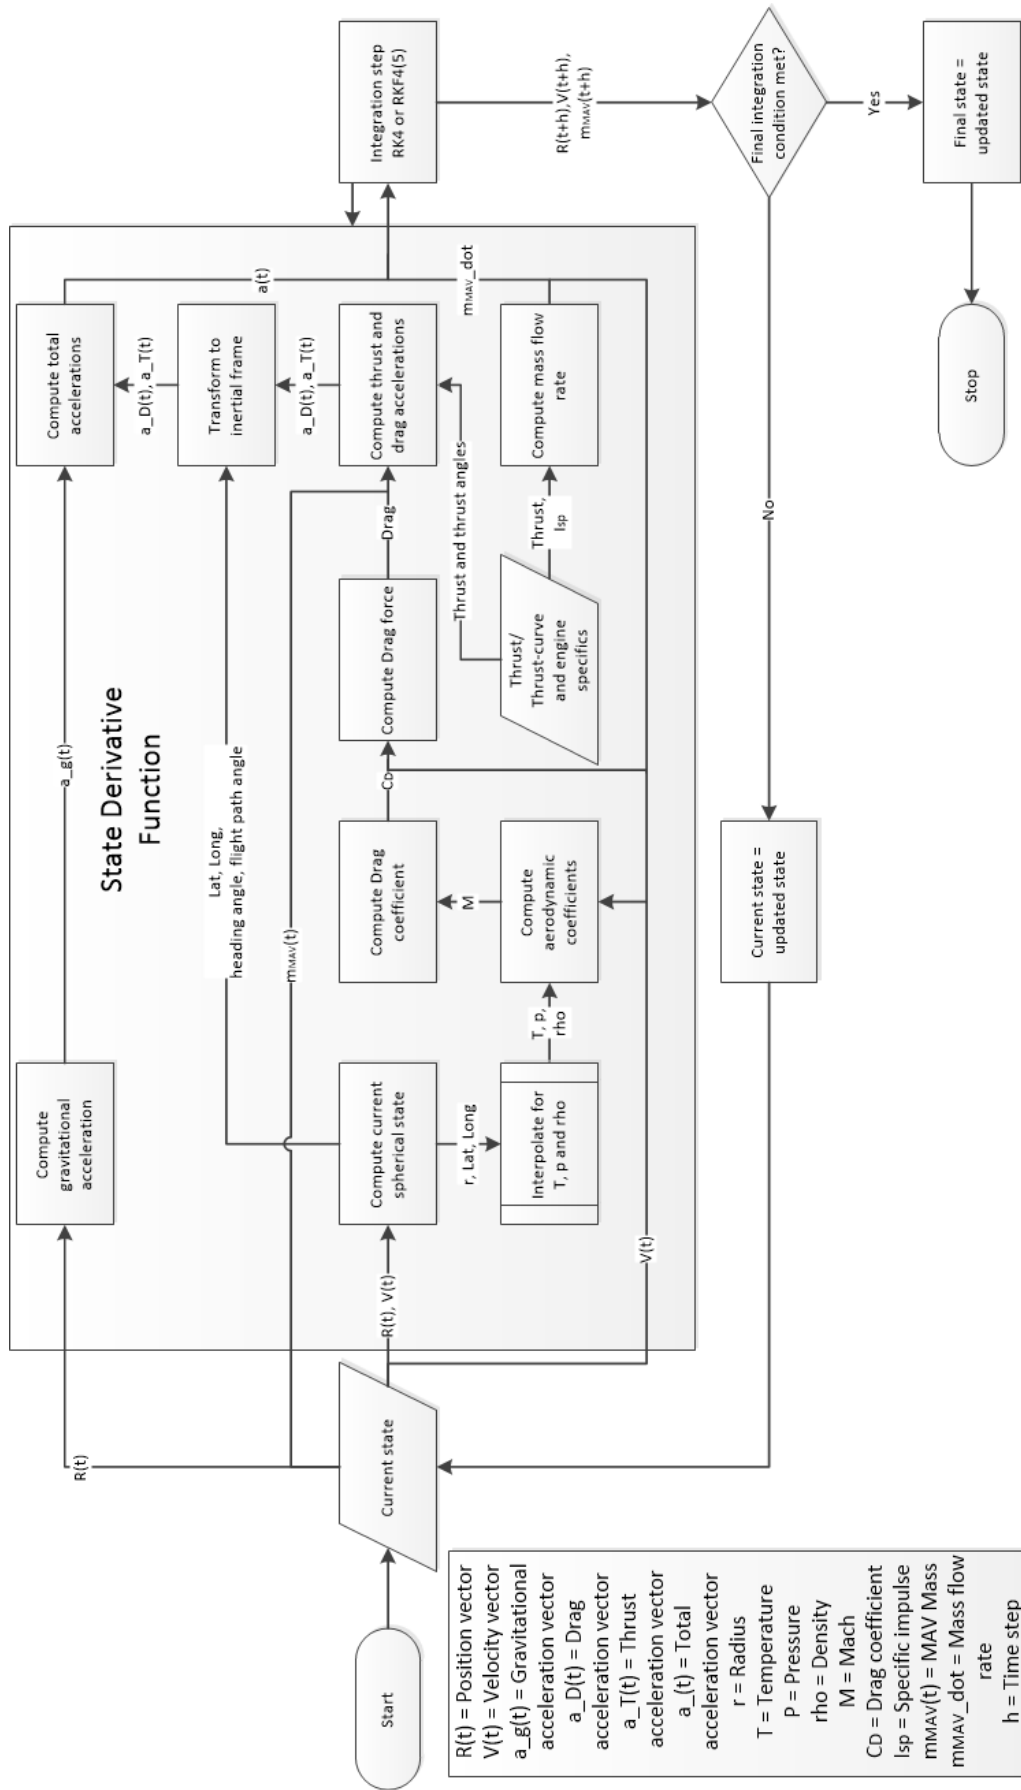 Start
R(t) = Position vector
V(t) = Velocity vector
a_g(t) = Gravitational
acceleration vector
a_D(t) = Drag
acceleration vector
a_T(t) = Thrust
acceleration vector
a_(t) = Total
acceleration vector
r = Radius
T = Temperature
P = Pressure
rho = Density
M = Mach
CD = Drag coefficient
Isp = Specific impulse
mMAV(t) = MAV Mass
mMAV_dot = Mass flow
rate
h = Time step
Current state
R(t)
R(t), V(t)
V(t)
mMAV(t)
State Derivative
Function
Compute
gravitational
acceleration
a_g(t)
Compute current
spherical state
Lat, Long,
heading angle, flight path angle
r, Lat, Long
Interpolate for
T, p and rho
T, p,
rho
Compute
aerodynamic
coefficients
M
Compute Drag
coefficient
CD
Compute Drag force
Drag
Thrust/
Thrust-curve
and engine
specifics
Thrust and thrust angles
Thrust,
Isp
Compute mass flow
rate
Compute thrust and
drag accelerations
a_D(t), a_T(t)
Transform to
inertial frame
a_D(t), a_T(t)
Compute total
accelerations
a(t)
mMAV_dot
Integration step
RK4 or RKF4(5)
R(t+h),V(t+h),
mMAV(t+h)
Final integration
condition met?
No
Current state =
updated state
Yes
Final state =
updated state
Stop